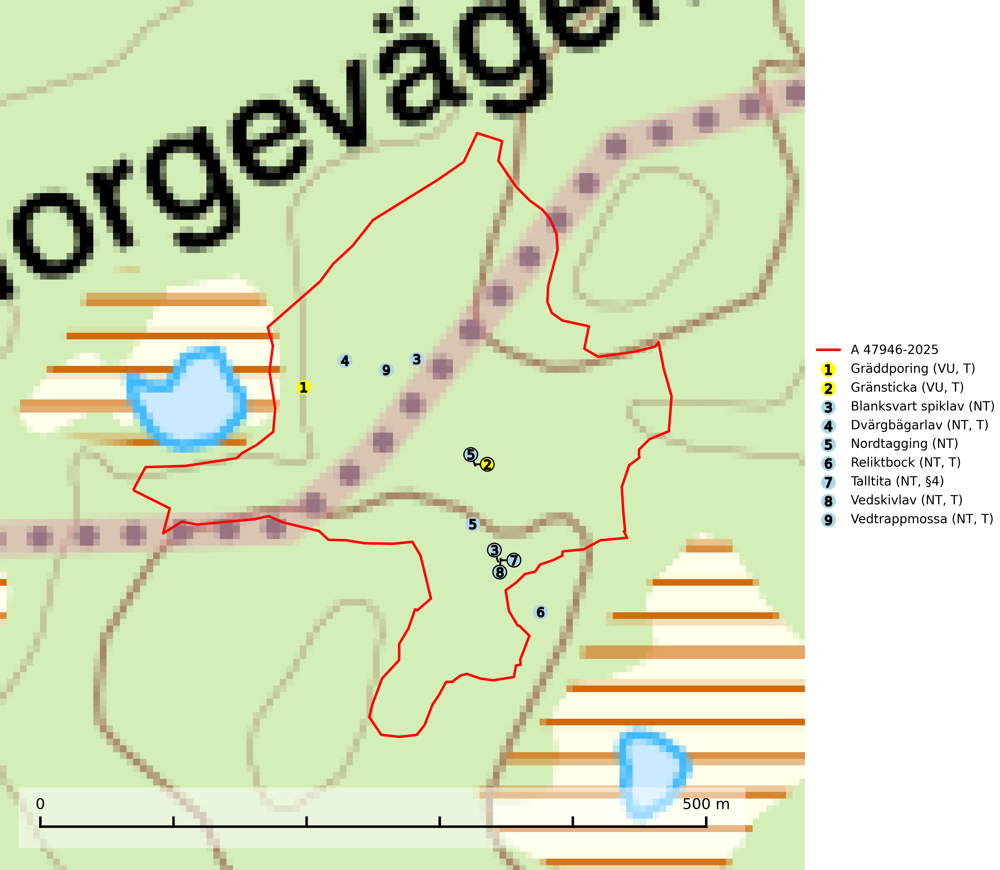 orgeväge
A 47946-2025
1 Gräddporing (VU, T)
2 Gränsticka (VU, T)
3 Blanksvart spiklav (NT)
4 Dvärgbägarlav (NT, T)
5 Nordtagging (NT)
6 Reliktbock (NT, T)
7 Talltita (NT, §4)
8 Vedskivlav (NT, T)
9 Vedtrappmossa (NT, T)
4
9
3
1
5
2
5
3
7
8
6
0 500 m